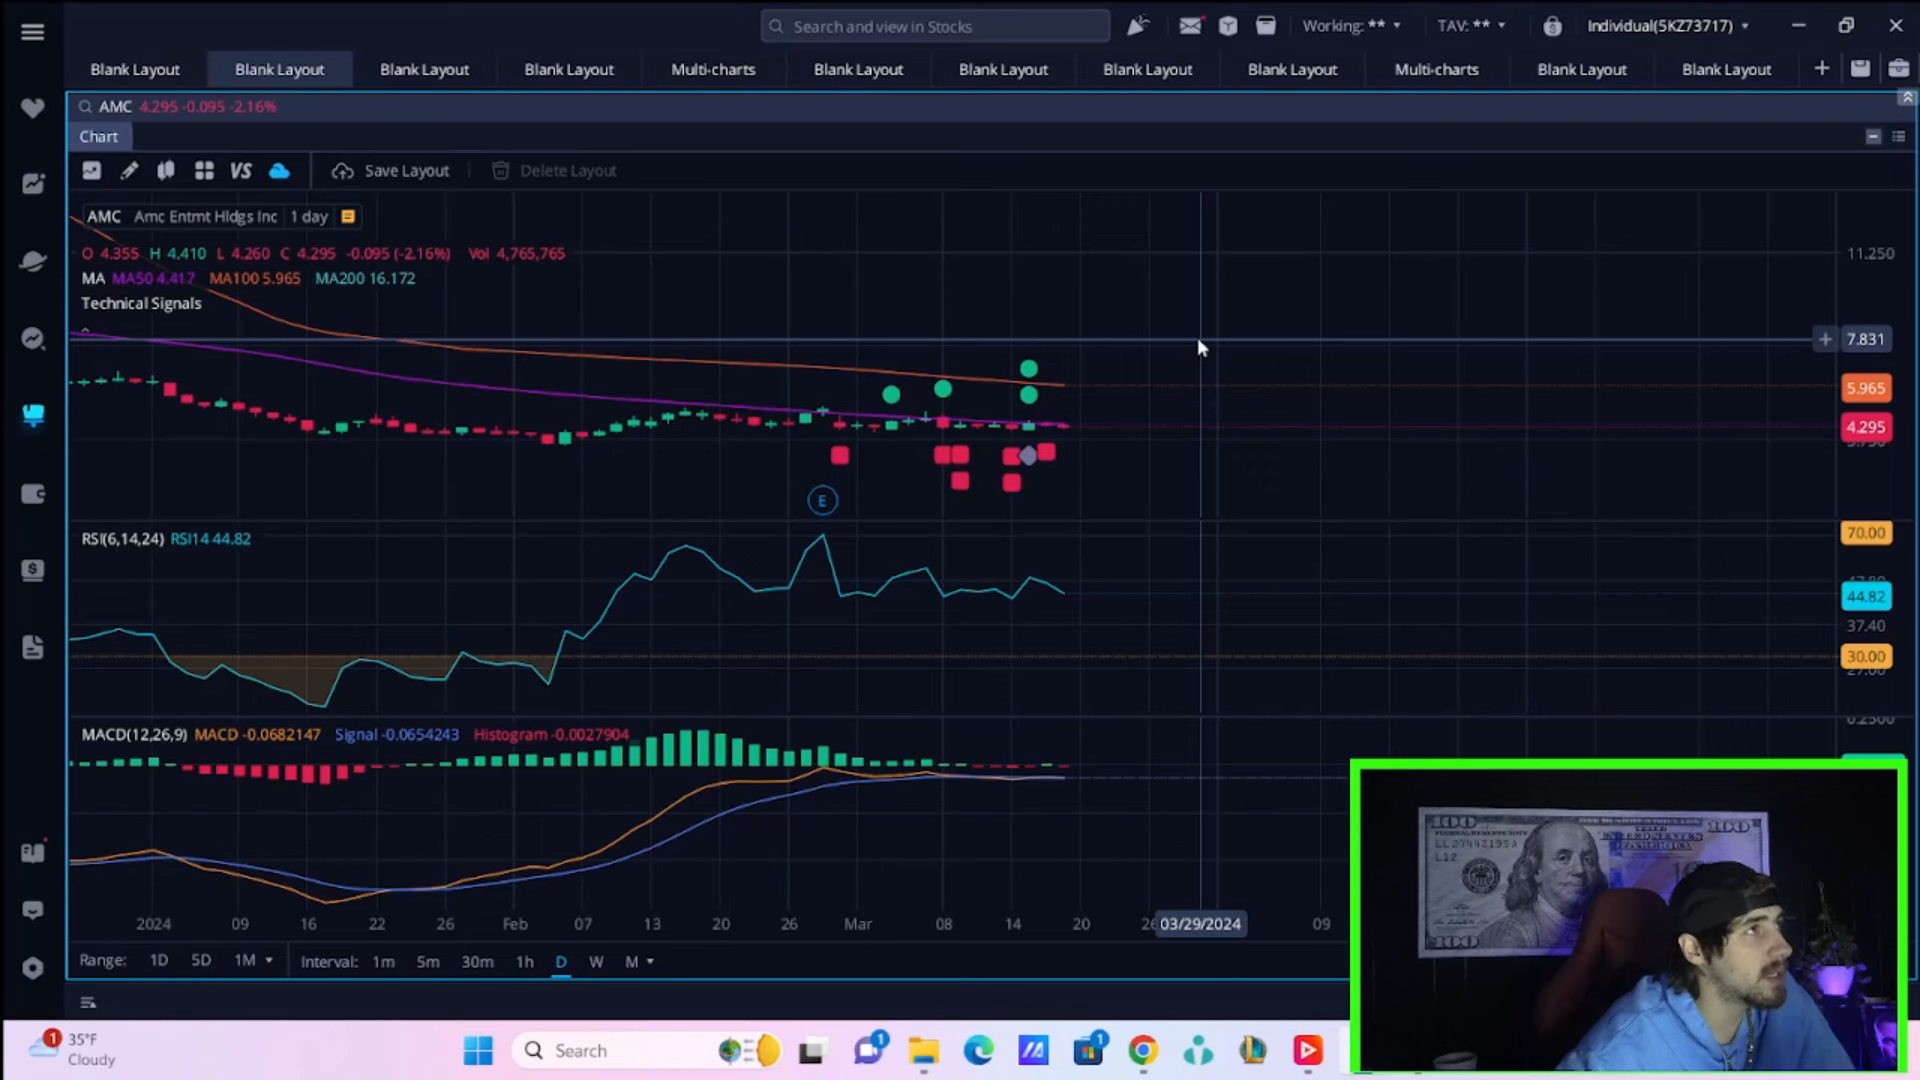 Search and view in Stocks
Working: **
TAV: **
Individual(5KZ73717)
Blank Layout
Blank Layout
Blank Layout
Blank Layout
Multi-charts
Blank Layout
Blank Layout
Blank Layout
Blank Layout
Multi-charts
Blank Layout
Blank Layout
AMC 4.295 -0.095 -2.16%
Chart
VS
Save Layout
Delete Layout
AMC Amc Entmt Hldgs Inc 1 day
O 4.355 H 4.410 L 4.260 C 4.295 -0.095 (-2.16%) Vol 4,765,765
MA MA50 4.417 MA100 5.965 MA200 16.172
Technical Signals
11.250
7.831
5.965
4.295
E
RSI(6,14,24) RSI14 44.82
70.00
44.82
37.40
30.00
MACD(12,26,9) MACD -0.0682147 Signal -0.0654243 Histogram -0.0027904
2024 09 16 22 26 Feb 07 13 20 26 Mar 08 14 20 03/29/2024 09
Range: 1D 5D 1M Interval: 1m 5m 30m 1h D W M
100
100
1
35°F
Cloudy
Search
1
1